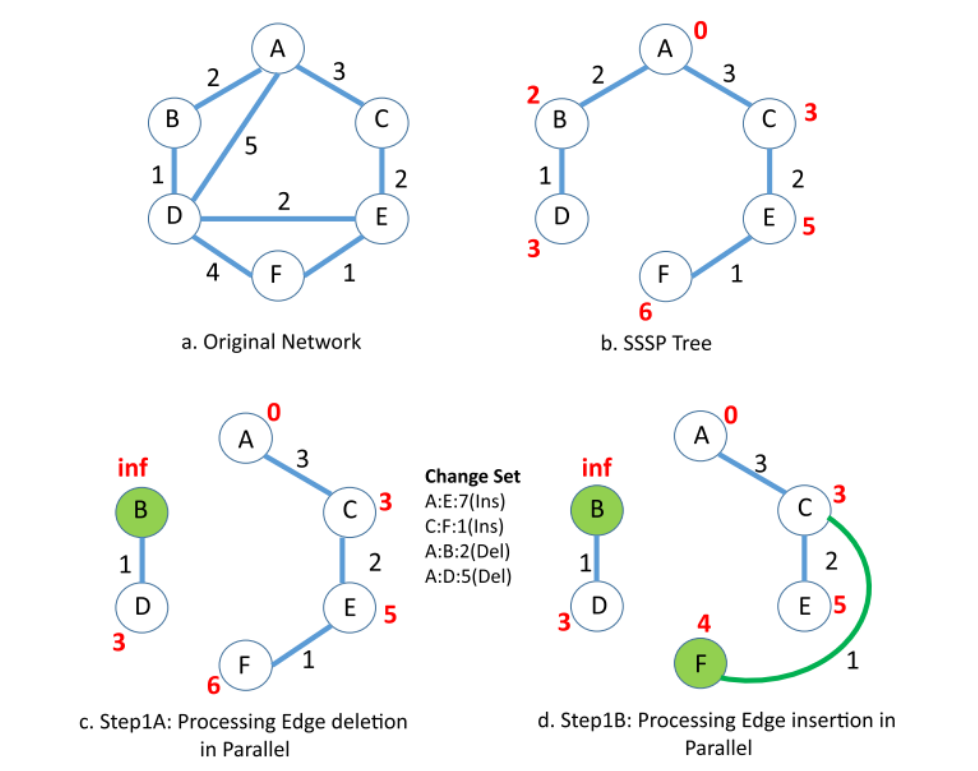 A
0
A
2
3
2
3
2
B
C
B
C
3
5
1
2
1
2
D
2
E
D
E
5
3
4
F
1
F
1
6
a. Original Network
b. SSSP Tree
0
A
0
A
inf
3
Change Set
inf
3
B
C
3
A:E:7(Ins)
B
C
3
C:F:1(Ins)
1
2
A:B:2(Del)
1
2
A:D:5(Del)
D
E
5
D
E
5
3
3
4
F
1
F
1
6
c. Step1A: Processing Edge deletion
in Parallel
d. Step1B: Processing Edge insertion in
Parallel